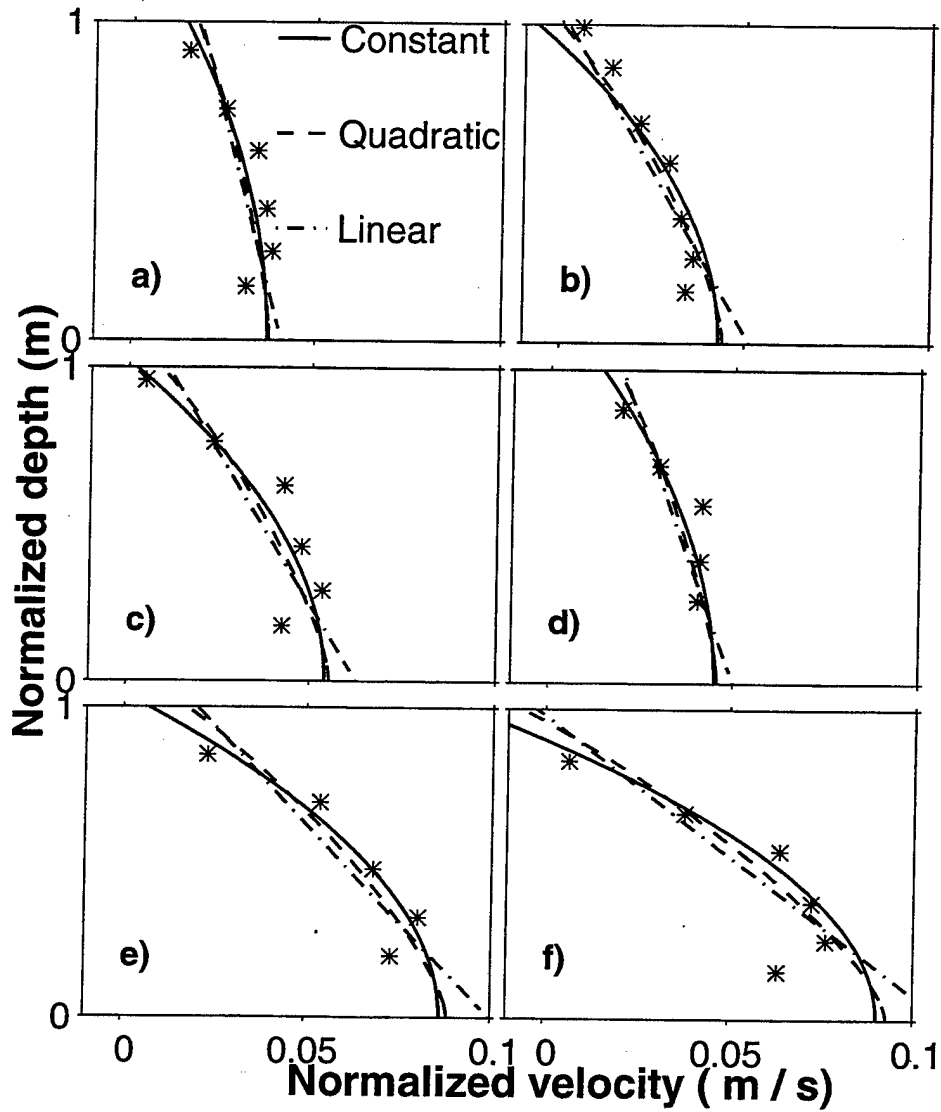 1
Constant
Quadratic
Linear
a)
b)
0
1
c)
d)
0
1
e)
f)
0
0 0.05 0.1 0 0.05 0.1
Normalized depth (m)
Normalized velocity ( m / s)